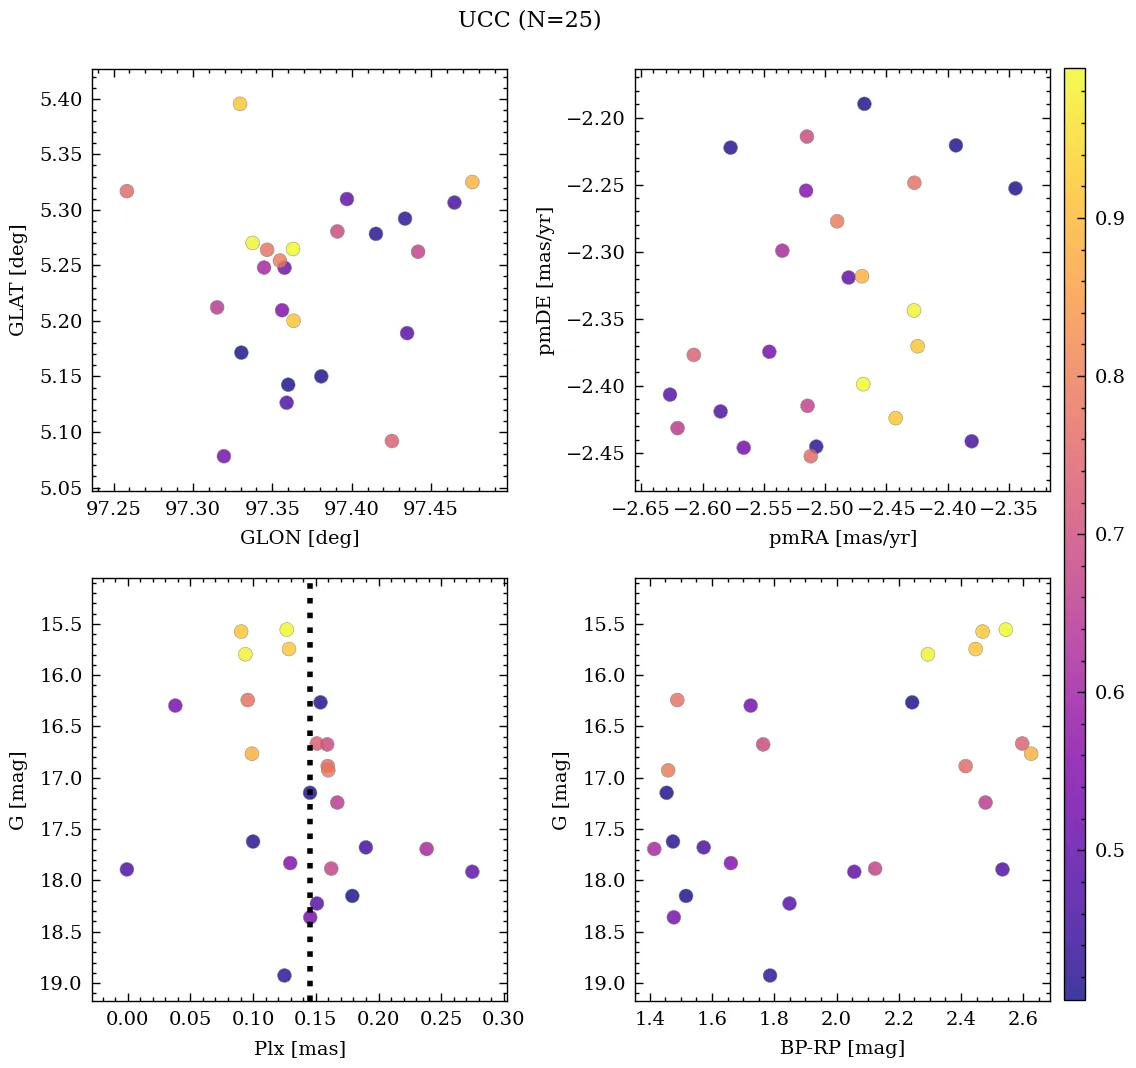 UCC (N=25)
5.40
5.35
5.30
5.25
5.20
5.15
5.10
5.05
GLAT [deg]
97.25 97.30 97.35 97.40 97.45
GLON [deg]
−2.20
−2.25
−2.30
−2.35
−2.40
−2.45
pmDE [mas/yr]
−2.65 −2.60 −2.55 −2.50 −2.45 −2.40 −2.35
pmRA [mas/yr]
15.5
16.0
16.5
17.0
17.5
18.0
18.5
19.0
G [mag]
0.00 0.05 0.10 0.15 0.20 0.25 0.30
Plx [mas]
15.5
16.0
16.5
17.0
17.5
18.0
18.5
19.0
G [mag]
1.4 1.6 1.8 2.0 2.2 2.4 2.6
BP-RP [mag]
0.9
0.8
0.7
0.6
0.5